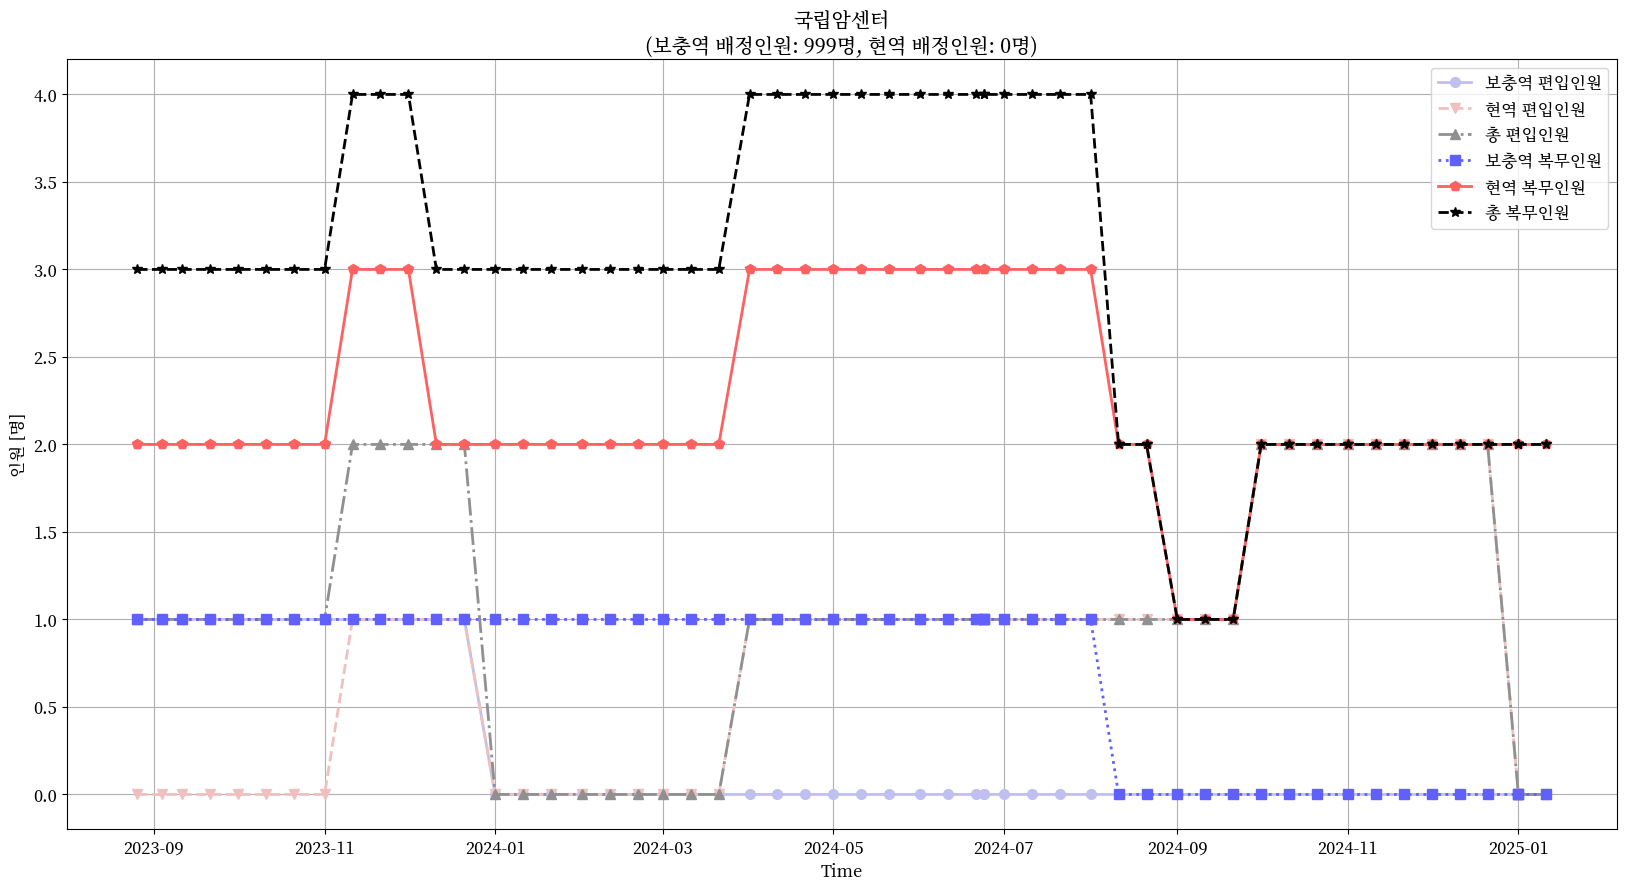 국립암센터
(보충역 배정인원: 999명, 현역 배정인원: 0명)
보충역 편입인원
현역 편입인원
총 편입인원
보충역 복무인원
현역 복무인원
총 복무인원
인원 [명]
4.0
3.5
3.0
2.5
2.0
1.5
1.0
0.5
0.0
2023-09 2023-11 2024-01 2024-03 2024-05 2024-07 2024-09 2024-11 2025-01
Time